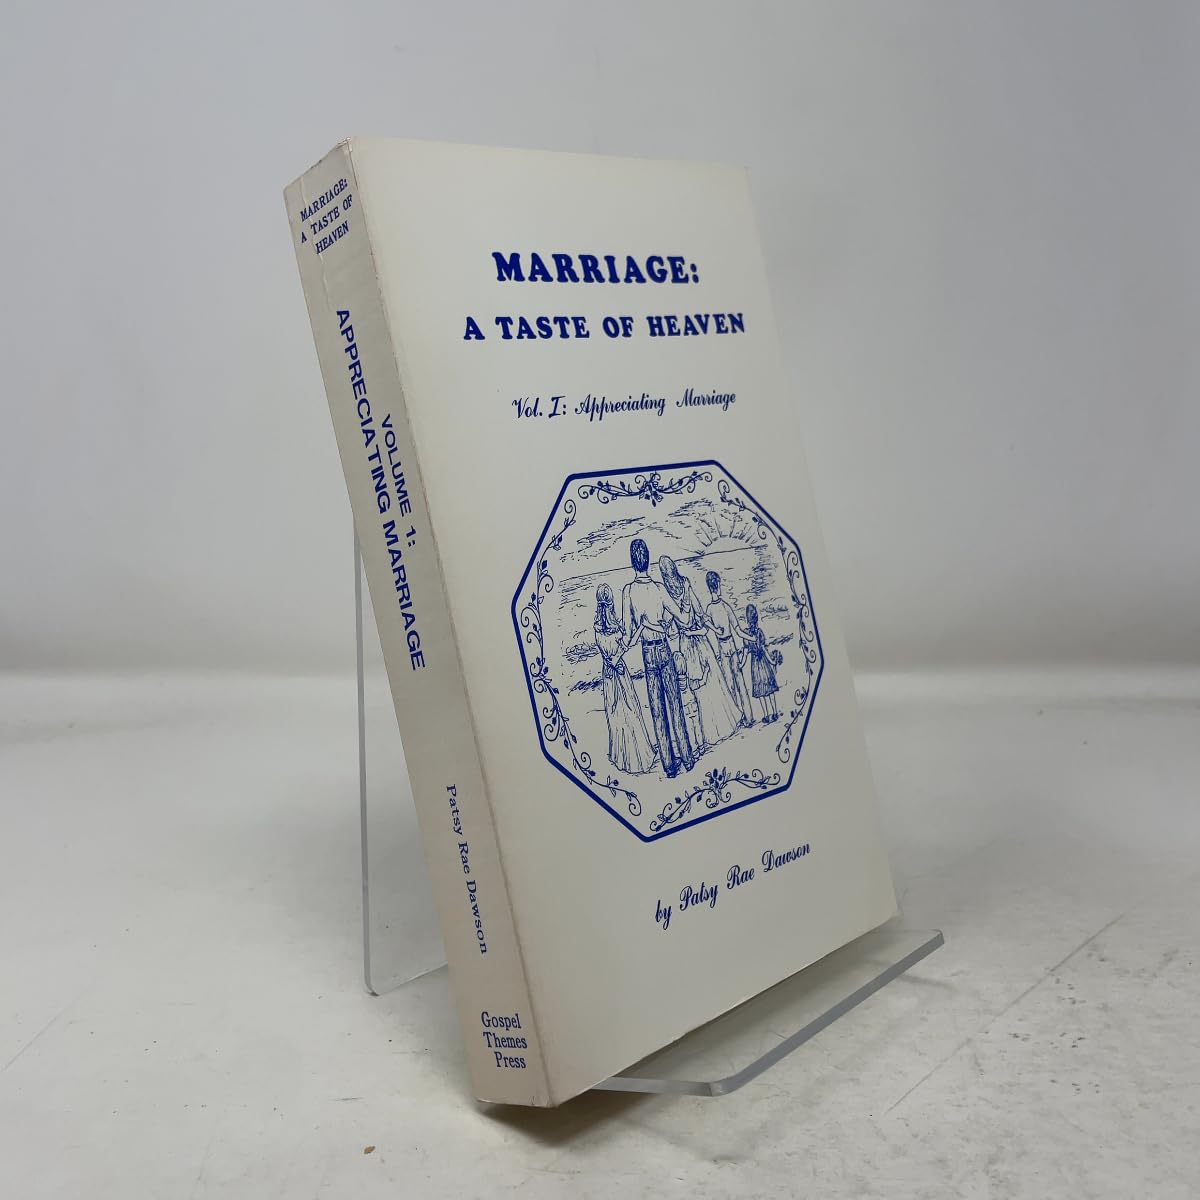 MARRIAGE:
A TASTE OF
HEAVEN
VOLUME 1:
APPRECIATING MARRIAGE
Patsy Rae Dawson
Gospel
Themes
Press
MARRIAGE:
A TASTE OF HEAVEN
Vol. I: Appreciating Marriage
by Patsy Rae Dawson